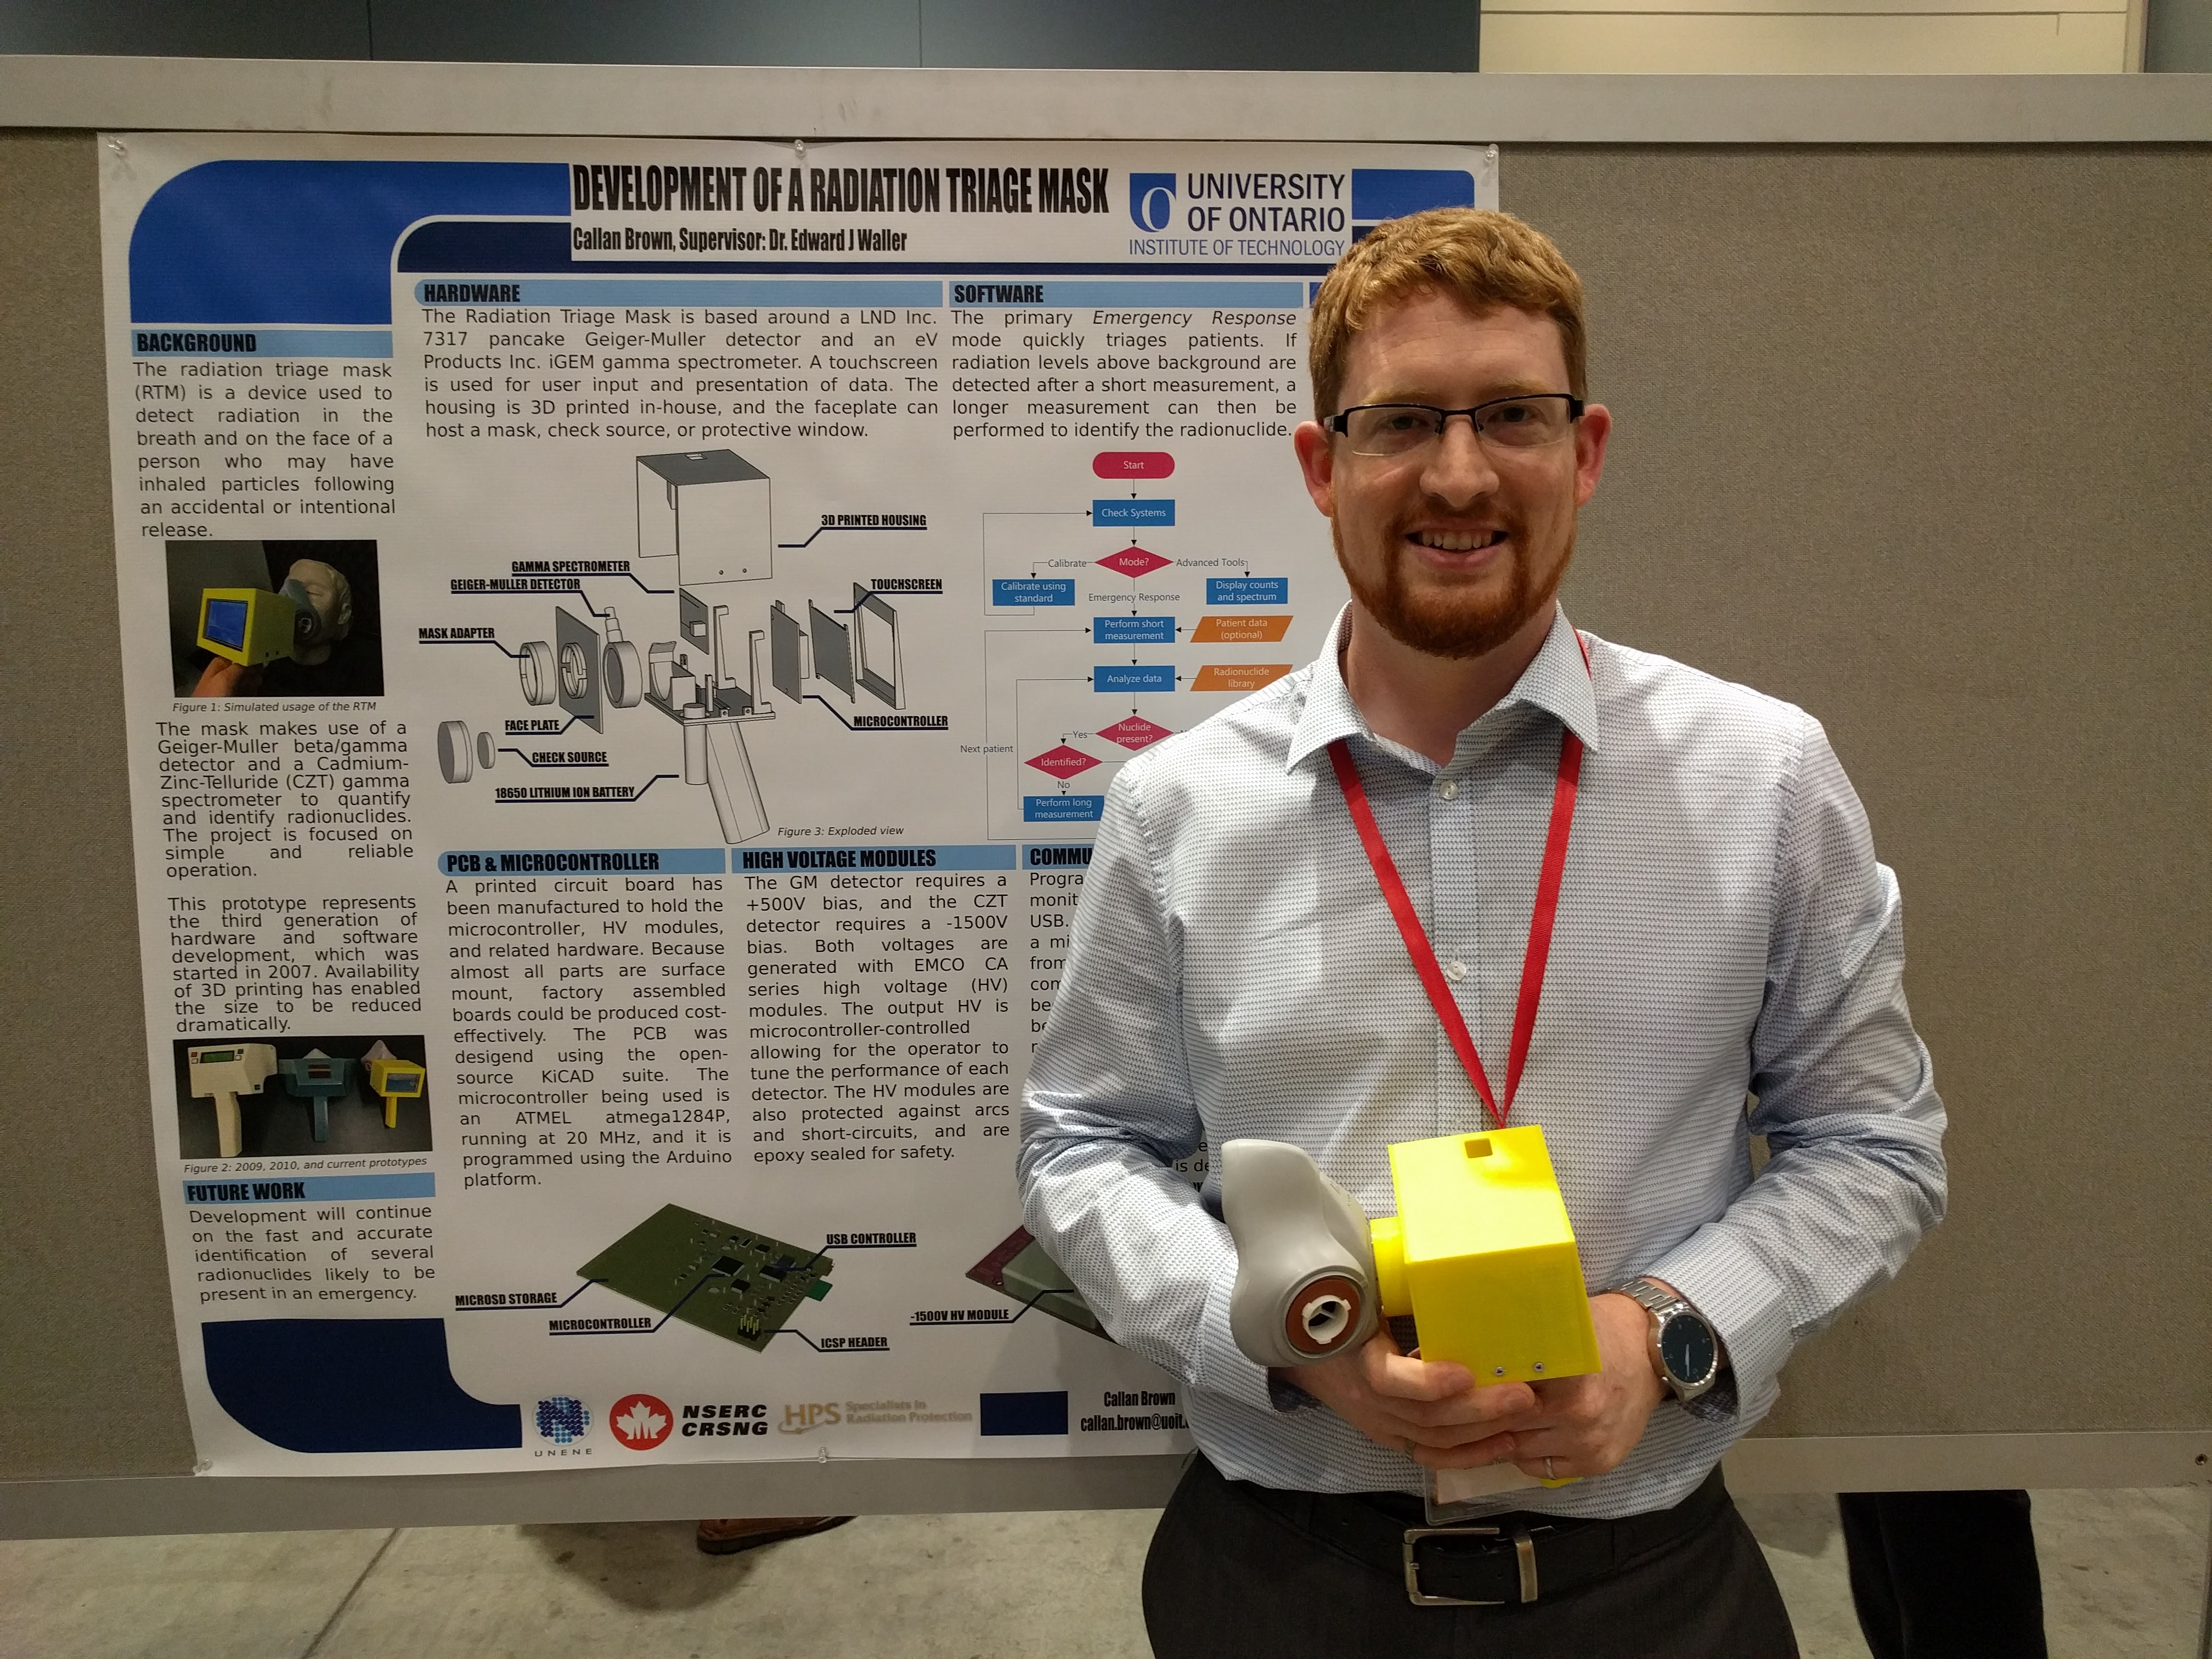 DEVELOPMENT OF A RADIATION TRIAGE MASK
Callan Brown, Supervisor: Dr. Edward J Waller
UNIVERSITY
OF ONTARIO
INSTITUTE OF TECHNOLOGY
BACKGROUND
The radiation triage mask
(RTM) is a device used to
detect radiation in the
breath and on the face of a
person who may have
inhaled particles following
an accidental or intentional
release.
Figure 1: Simulated usage of the RTM
The mask makes use of a
Geiger-Muller beta/gamma
detector and a Cadmium-
Zinc-Telluride (CZT) gamma
spectrometer to quantify
and identify radionuclides.
The project is focused on
simple and reliable
operation.
This prototype represents
the third generation of
hardware and software
development, which was
started in 2007. Availability
of 3D printing has enabled
the size to be reduced
dramatically.
Figure 2: 2009, 2010, and current prototypes
FUTURE WORK
Development will continue
on the fast and accurate
identification of several
radionuclides likely to be
present in an emergency.
HARDWARE
The Radiation Triage Mask is based around a LND Inc.
7317 pancake Geiger-Muller detector and an eV
Products Inc. iGEM gamma spectrometer. A touchscreen
is used for user input and presentation of data. The
housing is 3D printed in-house, and the faceplate can
host a mask, check source, or protective window.
3D PRINTED HOUSING
GAMMA SPECTROMETER
GEIGER-MULLER DETECTOR
TOUCHSCREEN
MASK ADAPTER
FACE PLATE
MICROCONTROLLER
CHECK SOURCE
18650 LITHIUM ION BATTERY
Figure 3: Exploded view
SOFTWARE
The primary Emergency Response
mode quickly triages patients. If
radiation levels above background are
detected after a short measurement, a
longer measurement can then be
performed to identify the radionuclide.
Start
Check Systems
Calibrate
Mode?
Advanced Tools
Calibrate using
standard
Display counts
and spectrum
Emergency Response
Perform short
measurement
Patient data
(optional)
Analyze data
Radionuclide
library
Nuclide
present?
Yes
Next patient
Identified?
No
Perform long
measurement
PCB & MICROCONTROLLER
A printed circuit board has
been manufactured to hold the
microcontroller, HV modules,
and related hardware. Because
almost all parts are surface
mount, factory assembled
boards could be produced cost-
effectively. The PCB was
desigend using the open-
source KiCAD suite. The
microcontroller being used is
an ATMEL atmega1284P,
running at 20 MHz, and it is
programmed using the Arduino
platform.
USB CONTROLLER
MICROSD STORAGE
MICROCONTROLLER
ICSP HEADER
HIGH VOLTAGE MODULES
The GM detector requires a
+500V bias, and the CZT
detector requires a -1500V
bias. Both voltages are
generated with EMCO CA
series high voltage (HV)
modules. The output HV is
microcontroller-controlled
allowing for the operator to
tune the performance of each
detector. The HV modules are
also protected against arcs
and short-circuits, and are
epoxy sealed for safety.
-1500V HV MODULE
COMMU
Progra
monit
USB.
a mi
from
com
be
be
is de
UNENE
NSERC
CRSNG
HPS Specialists In
Radiation Protection
Callan Brown
callan.brown@uoit.